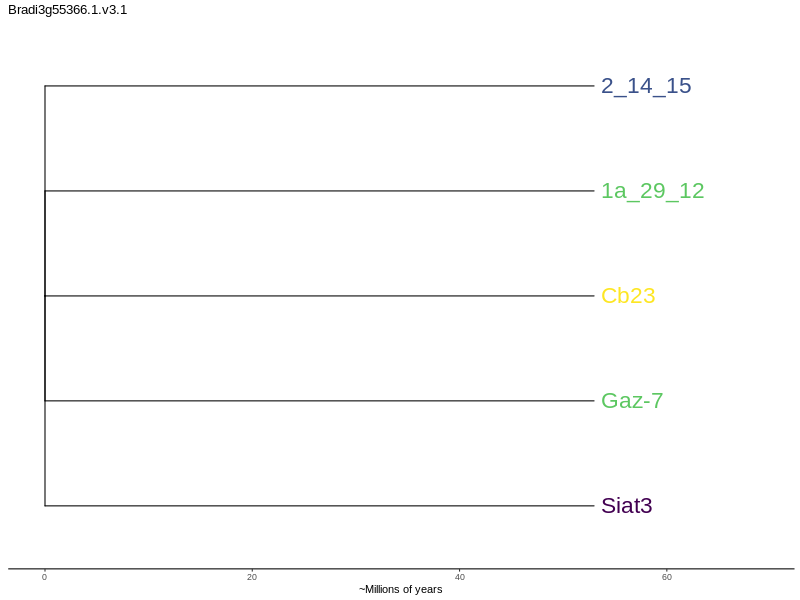 Bradi3g55366.1.v3.1
2_14_15
1a_29_12
Cb23
Gaz-7
Siat3
0 20 40 60
~Millions of years